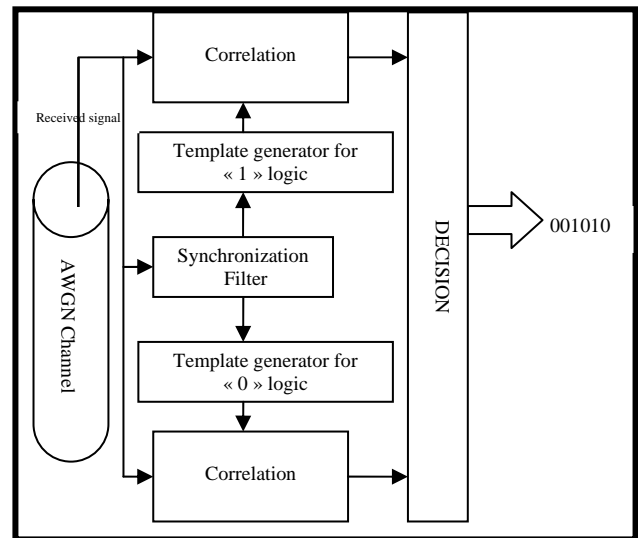 Correlation
Received signal
Template generator for
« 1 » logic
Synchronization
Filter
AWGN Channel
DECISION
001010
Template generator for
« 0 » logic
Correlation